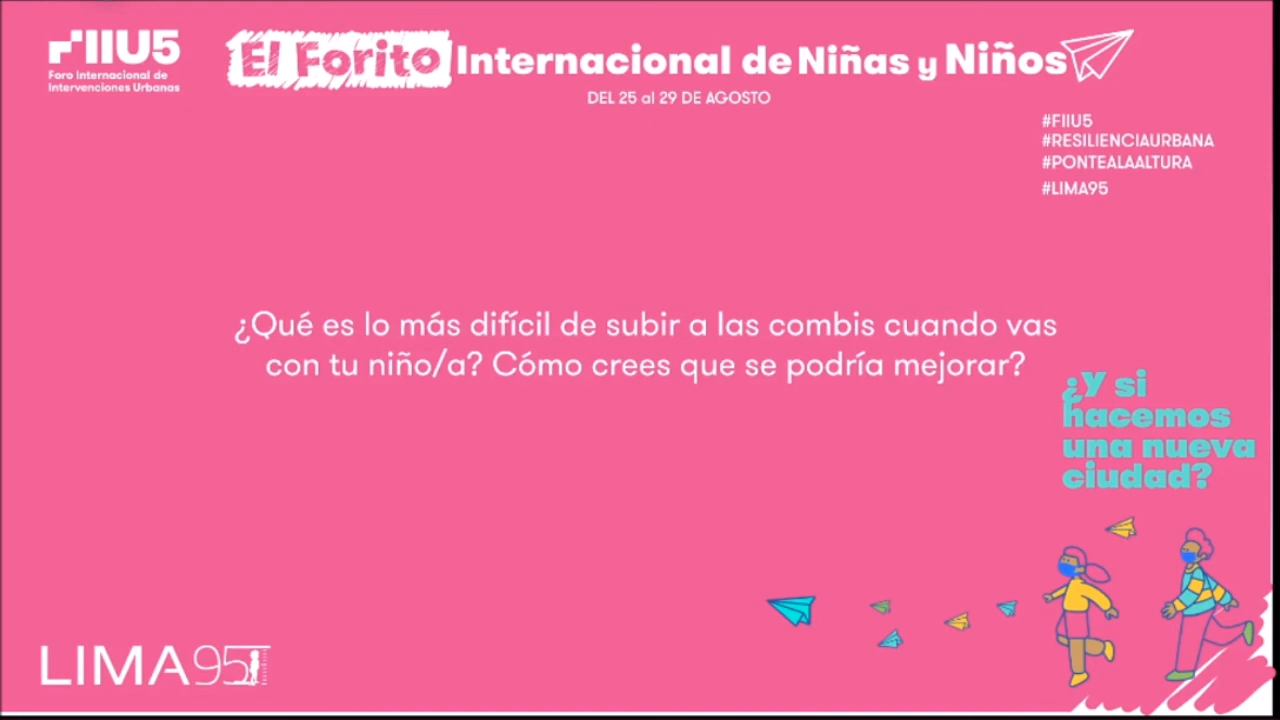 FIIU5
Foro Internacional de
Intervenciones Urbanas
El Forito Internacional de Niñas y Niños
DEL 25 al 29 DE AGOSTO
#FIIU5
#RESILIENCIAURBANA
#PONTEALAALTURA
#LIMA95
¿Qué es lo más difícil de subir a las combis cuando vas
con tu niño/a? Cómo crees que se podría mejorar?
¿Y si
hacemos
una nueva
ciudad?
LIMA95